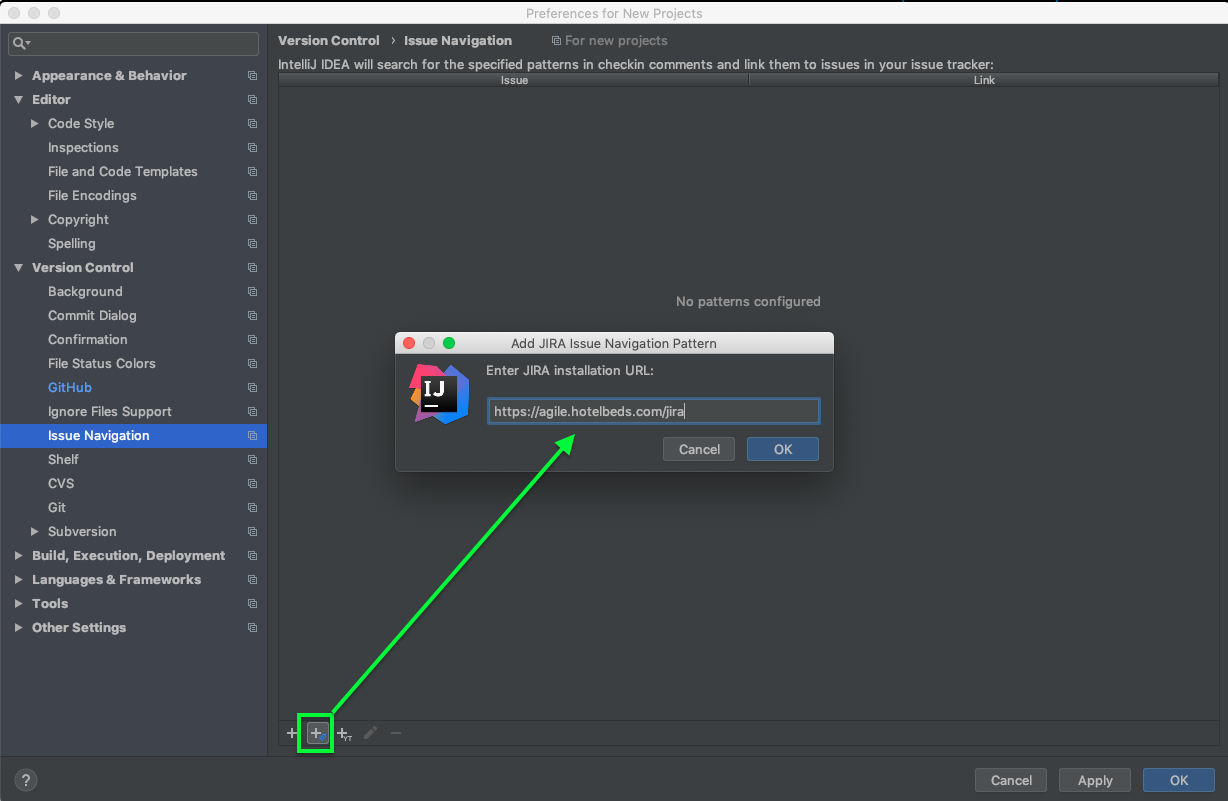 Preferences for New Projects
Version Control › Issue Navigation For new projects
IntelliJ IDEA will search for the specified patterns in checkin comments and link them to issues in your issue tracker:
Issue Link
Appearance & Behavior
Editor
Code Style
Inspections
File and Code Templates
File Encodings
Copyright
Spelling
Version Control
Background
Commit Dialog
Confirmation
File Status Colors
GitHub
Ignore Files Support
Issue Navigation
Shelf
CVS
Git
Subversion
Build, Execution, Deployment
Languages & Frameworks
Tools
Other Settings
No patterns configured
Add JIRA Issue Navigation Pattern
IJ
Enter JIRA installation URL:
https://agile.hotelbeds.com/jira
Cancel OK
YT
?
Cancel Apply OK